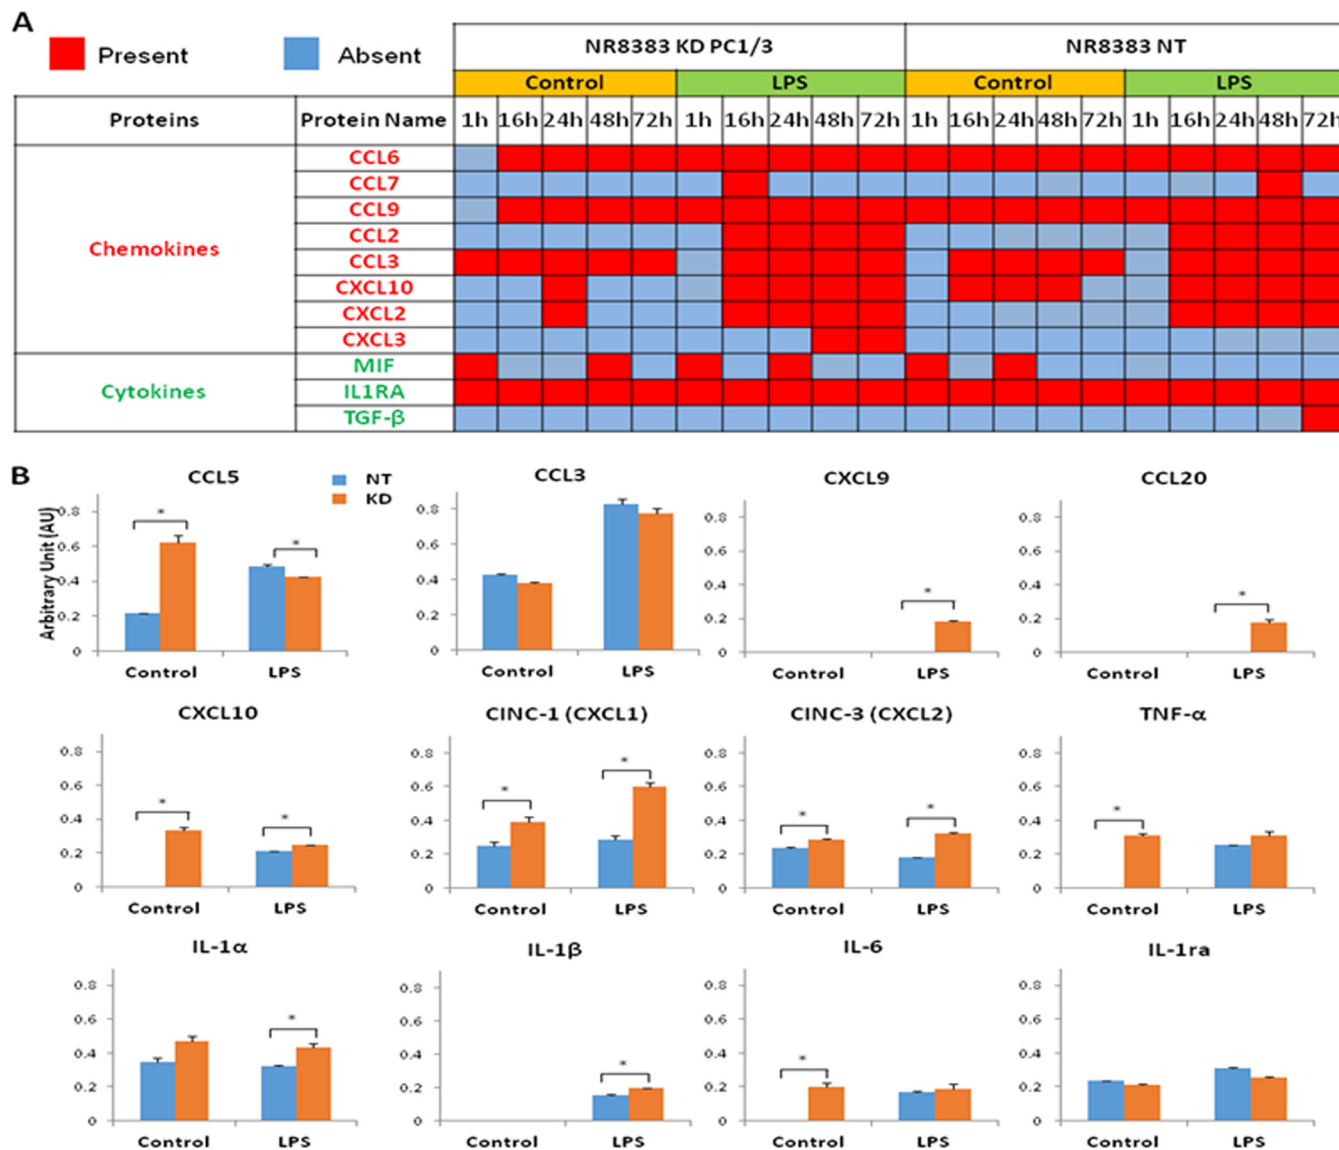 A
Present Absent
NR8383 KD PC1/3 NR8383 NT
Control LPS Control LPS
Proteins Protein Name 1h 16h 24h 48h 72h 1h 16h 24h 48h 72h 1h 16h 24h 48h 72h 1h 16h 24h 48h 72h
CCL6
CCL7
CCL9
CCL2
Chemokines
CCL3
CXCL10
CXCL2
CXCL3
MIF
Cytokines IL1RA
TGF-β
B
CCL5 NT KD CCL3 CXCL9 CCL20
Arbitrary Unit (AU)
0.8 0.8 0.8 0.8
* * * *
0.6 0.6 0.6 0.6
0.4 0.4 0.4 0.4
0.2 0.2 0.2 0.2
0 0 0 0
Control LPS Control LPS Control LPS Control LPS
CXCL10 CINC-1 (CXCL1) CINC-3 (CXCL2) TNF-α
0.8 0.8 0.8 0.8
* * * * * * *
0.6 0.6 0.6 0.6
0.4 0.4 0.4 0.4
0.2 0.2 0.2 0.2
0 0 0 0
Control LPS Control LPS Control LPS Control LPS
IL-1α IL-1β IL-6 IL-1ra
0.8 0.8 0.8 0.8
* * *
0.6 0.6 0.6 0.6
0.4 0.4 0.4 0.4
0.2 0.2 0.2 0.2
0 0 0 0
Control LPS Control LPS Control LPS Control LPS